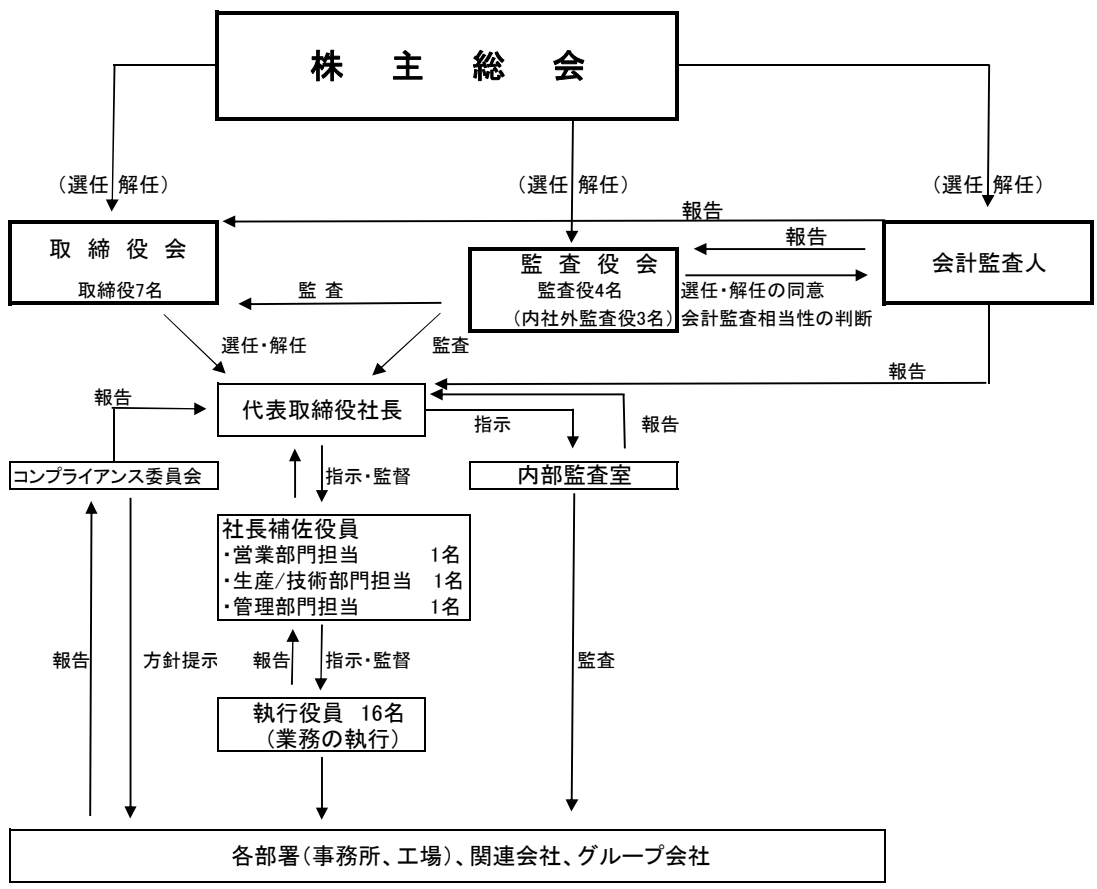 株 主 総 会
（選任 解任）
（選任 解任）
（選任 解任）
報告
取 締 役 会
取締役7名
監 査 役 会
監査役4名
（内社外監査役3名）
報告
選任・解任の同意
会計監査相当性の判断
会計監査人
監 査
選任・解任
監査
報告
報告
代表取締役社長
指示
報告
コンプライアンス委員会
指示・監督
内部監査室
社長補佐役員
・営業部門担当 1名
・生産/技術部門担当 1名
・管理部門担当 1名
報告
方針提示
報告
指示・監督
監査
執行役員 16名
（業務の執行）
各部署（事務所、工場）、関連会社、グループ会社